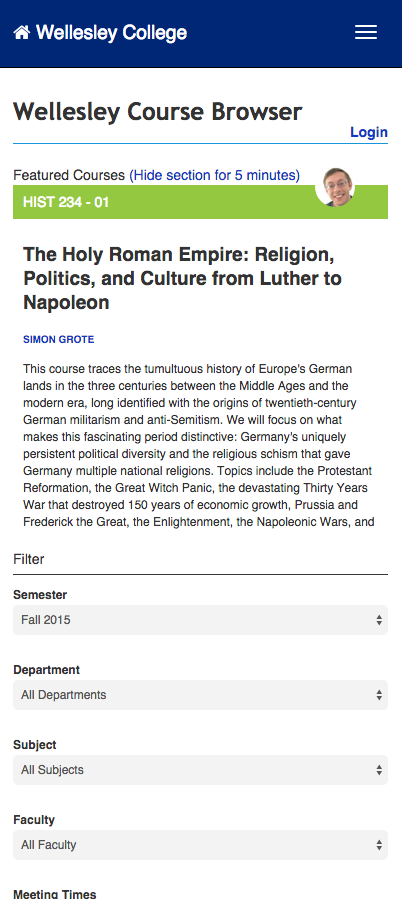 Wellesley College
Wellesley Course Browser
Login
Featured Courses (Hide section for 5 minutes)
HIST 234 - 01
The Holy Roman Empire: Religion,
Politics, and Culture from Luther to
Napoleon
SIMON GROTE
This course traces the tumultuous history of Europe's German
lands in the three centuries between the Middle Ages and the
modern era, long identified with the origins of twentieth-century
German militarism and anti-Semitism. We will focus on what
makes this fascinating period distinctive: Germany's uniquely
persistent political diversity and the religious schism that gave
Germany multiple national religions. Topics include the Protestant
Reformation, the Great Witch Panic, the devastating Thirty Years
War that destroyed 150 years of economic growth, Prussia and
Frederick the Great, the Enlightenment, the Napoleonic Wars, and
Filter
Semester
Fall 2015
Department
All Departments
Subject
All Subjects
Faculty
All Faculty
Meeting Times